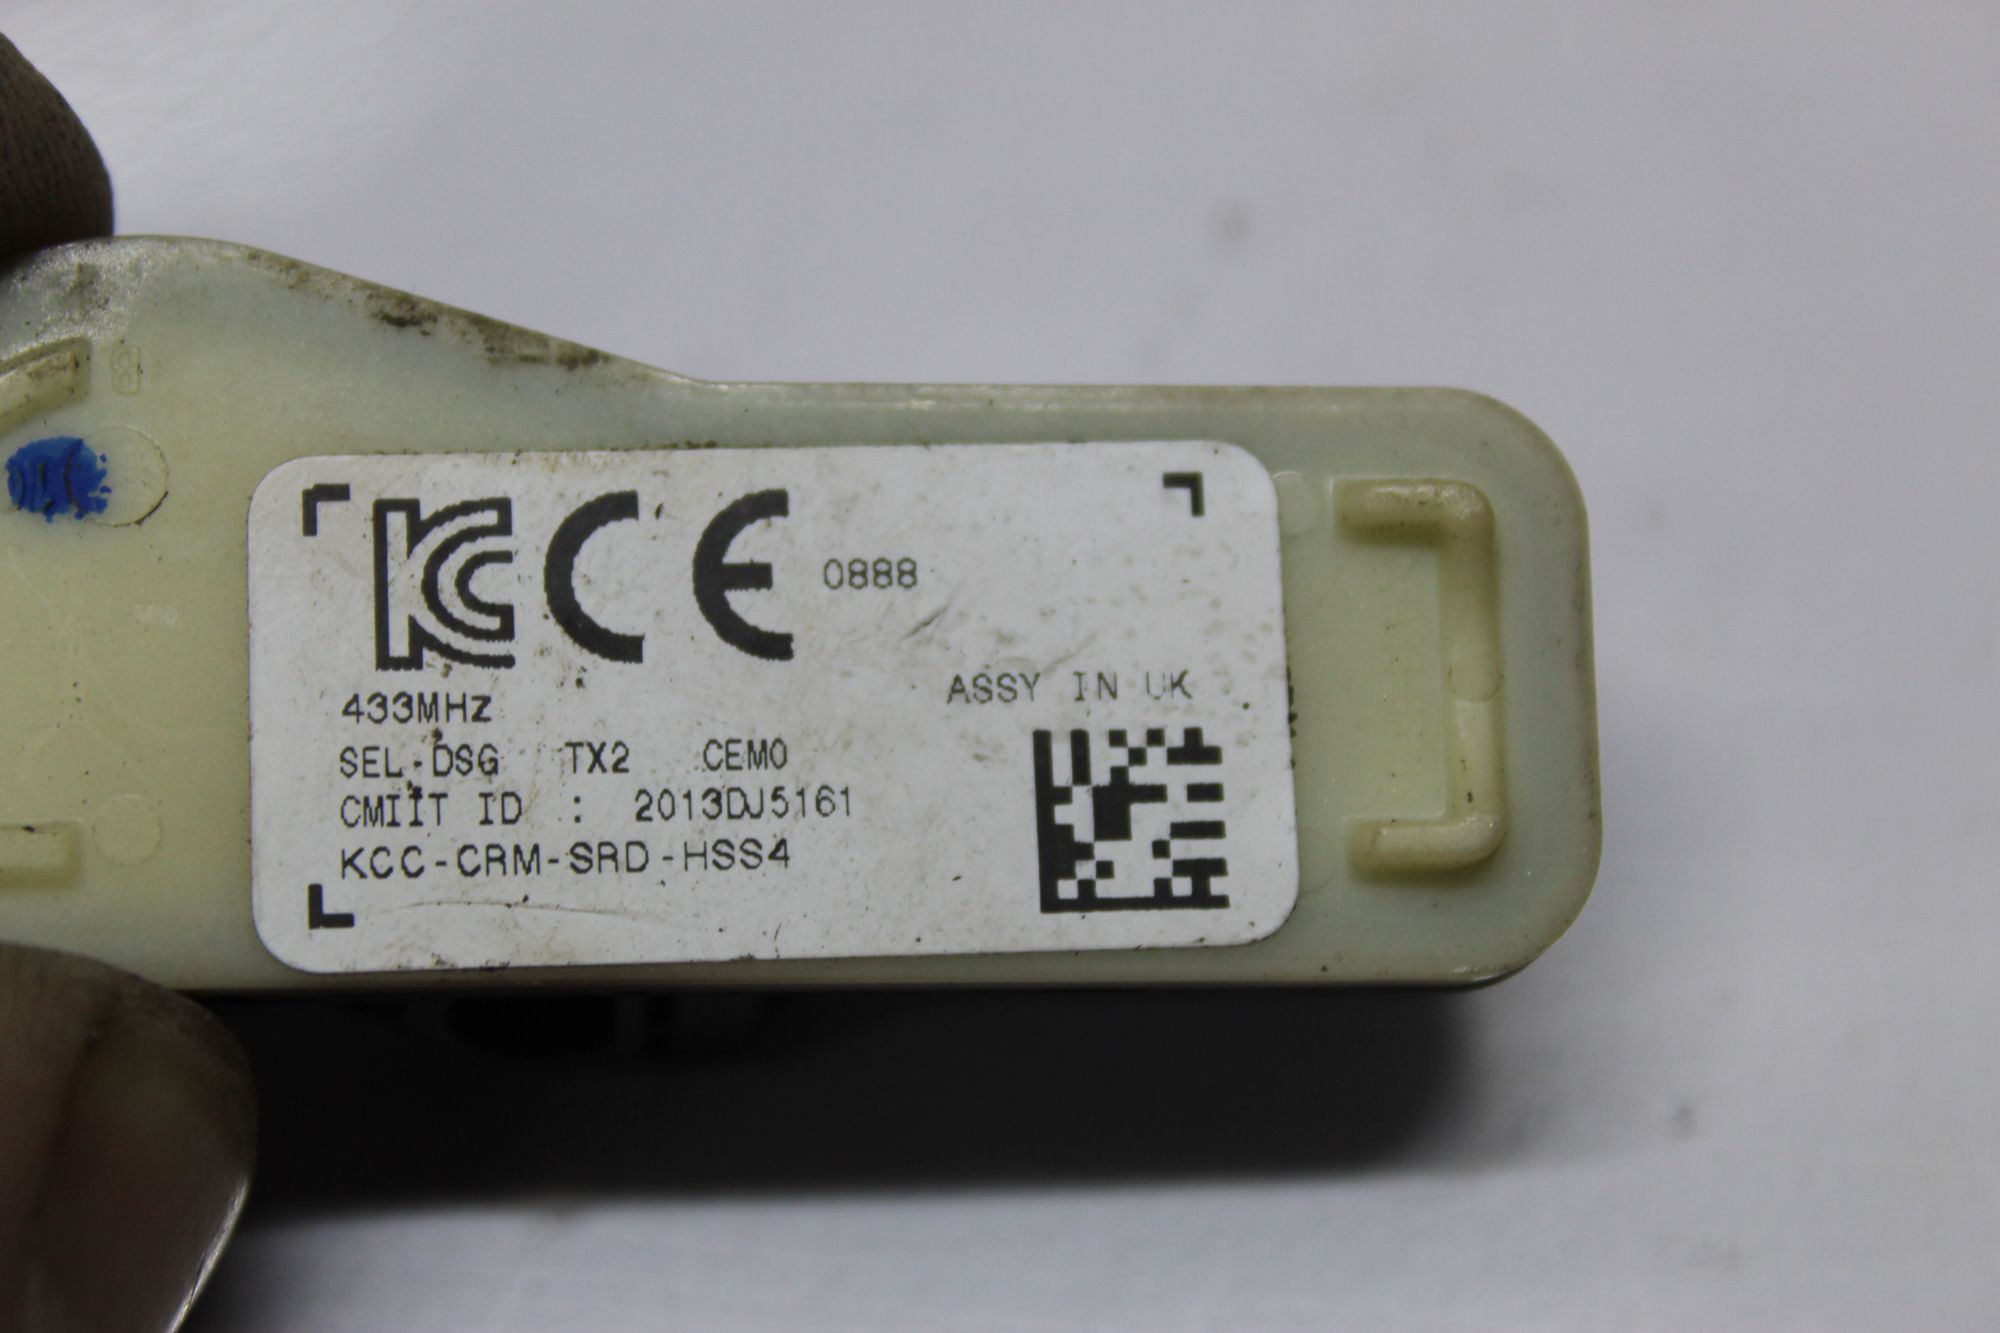 KC CE 0888
ASSY IN UK
433MHz
SEL-DSG TX2 CEM0
CMIIT ID : 2013DJ5161
KCC-CRM-SRD-HSS4